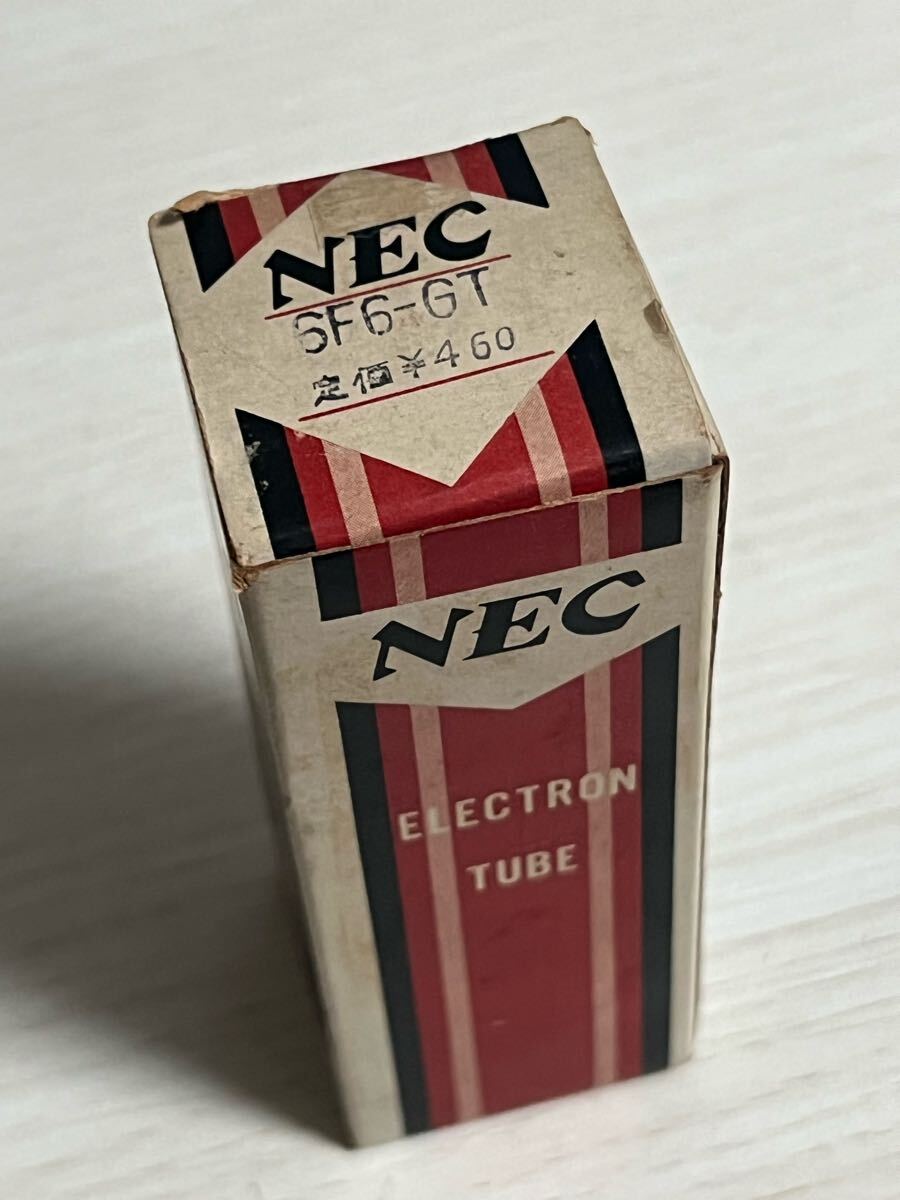 NEC
6F6-GT
定価¥460
NEC
ELECTRON
TUBE